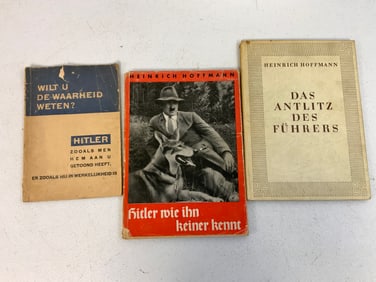 WILT U
DE WAARHEID
WETEN?
HITLER
ZOOALS MEN
HEM AAN U
GETOOND HEEFT,
EN ZOOALS HIJ IN WERKELIJKHEID IS
HEINRICH HOFFMANN
Hitler wie ihn
keiner kennt
HEINRICH HOFFMANN
DAS
ANTLITZ
DES
FÜHRERS